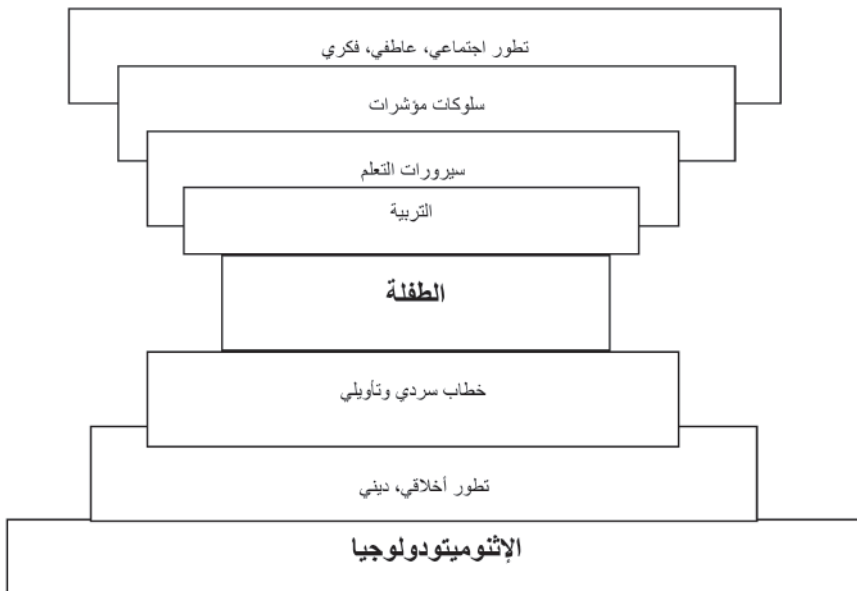 تطور اجتماعي، عاطفي، فكري
سلوكات مؤشرات
سيرورات التعلم
التربية
الطفلة
خطاب سردي وتأويلي
تطور أخلاقي، ديني
الإثنوميتودولوجيا